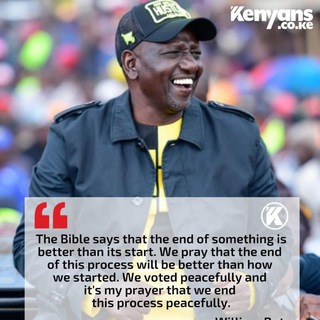 Kenyans
.co.ke
HUSTLER
The Bible says that the end of something is
better than its start. We pray that the end
of this process will be better than how
we started. We voted peacefully and
it's my prayer that we end
this process peacefully.